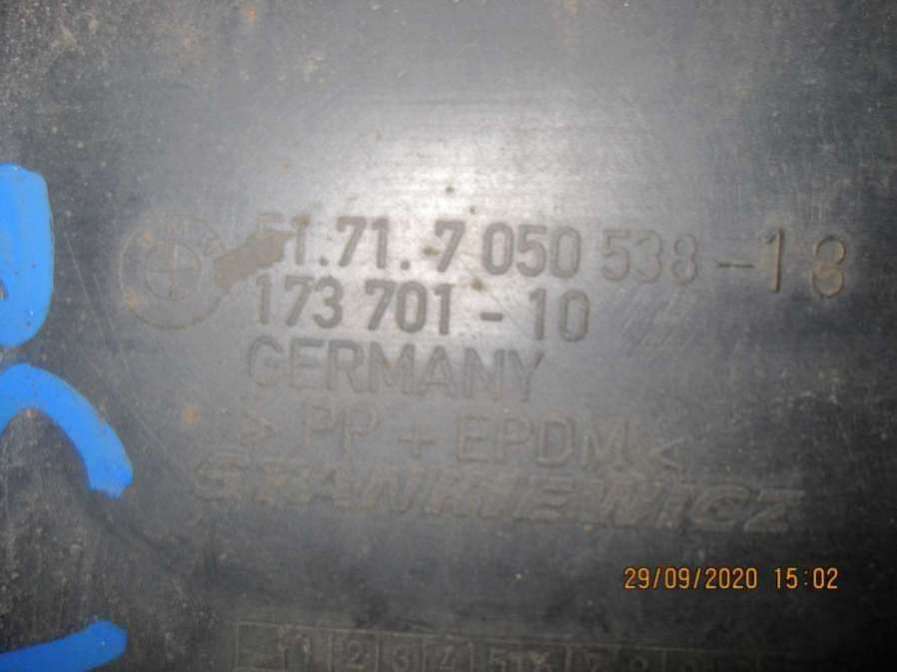 51.71.-7 050 538-13
173 701 - 10
GERMANY
> PP + EPDM <
STANKIEWICZ
29/09/2020 15:02